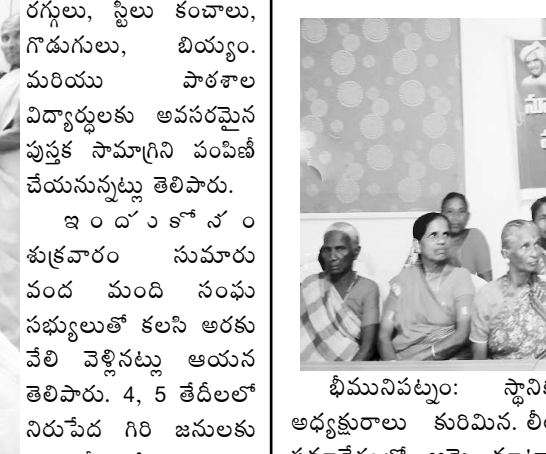 రగ్గులు, స్టీలు కంచాలు,
గొడుగులు, బియ్యం.
మరియు పాఠశాల
విద్యార్ధులకు అవసరమైన
పుస్తక సామాగ్రిని పంపిణీ
చేయనున్నట్లు తెలిపారు.
ఇందుకోసం
శుక్రవారం సుమారు
వంద మంది సంఘ
సభ్యులుతో కలసి అరకు
వేలి వెళ్లినట్లు ఆయన
తెలిపారు. 4, 5 తేదీలలో
నిరుపేద గిరి జనులకు
భీమునిపట్నం:
అధ్యక్షురాలు కురిమిన.